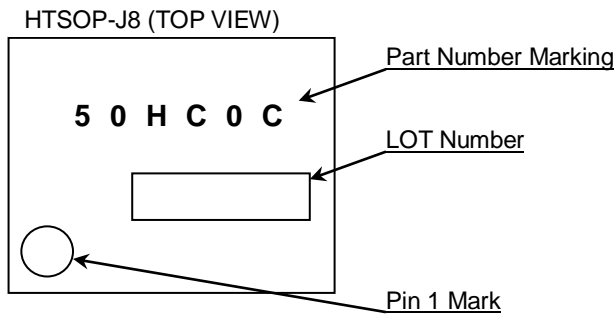 HTSOP-J8 (TOP VIEW)
Part Number Marking
5 0 H C 0 C
LOT Number
Pin 1 Mark